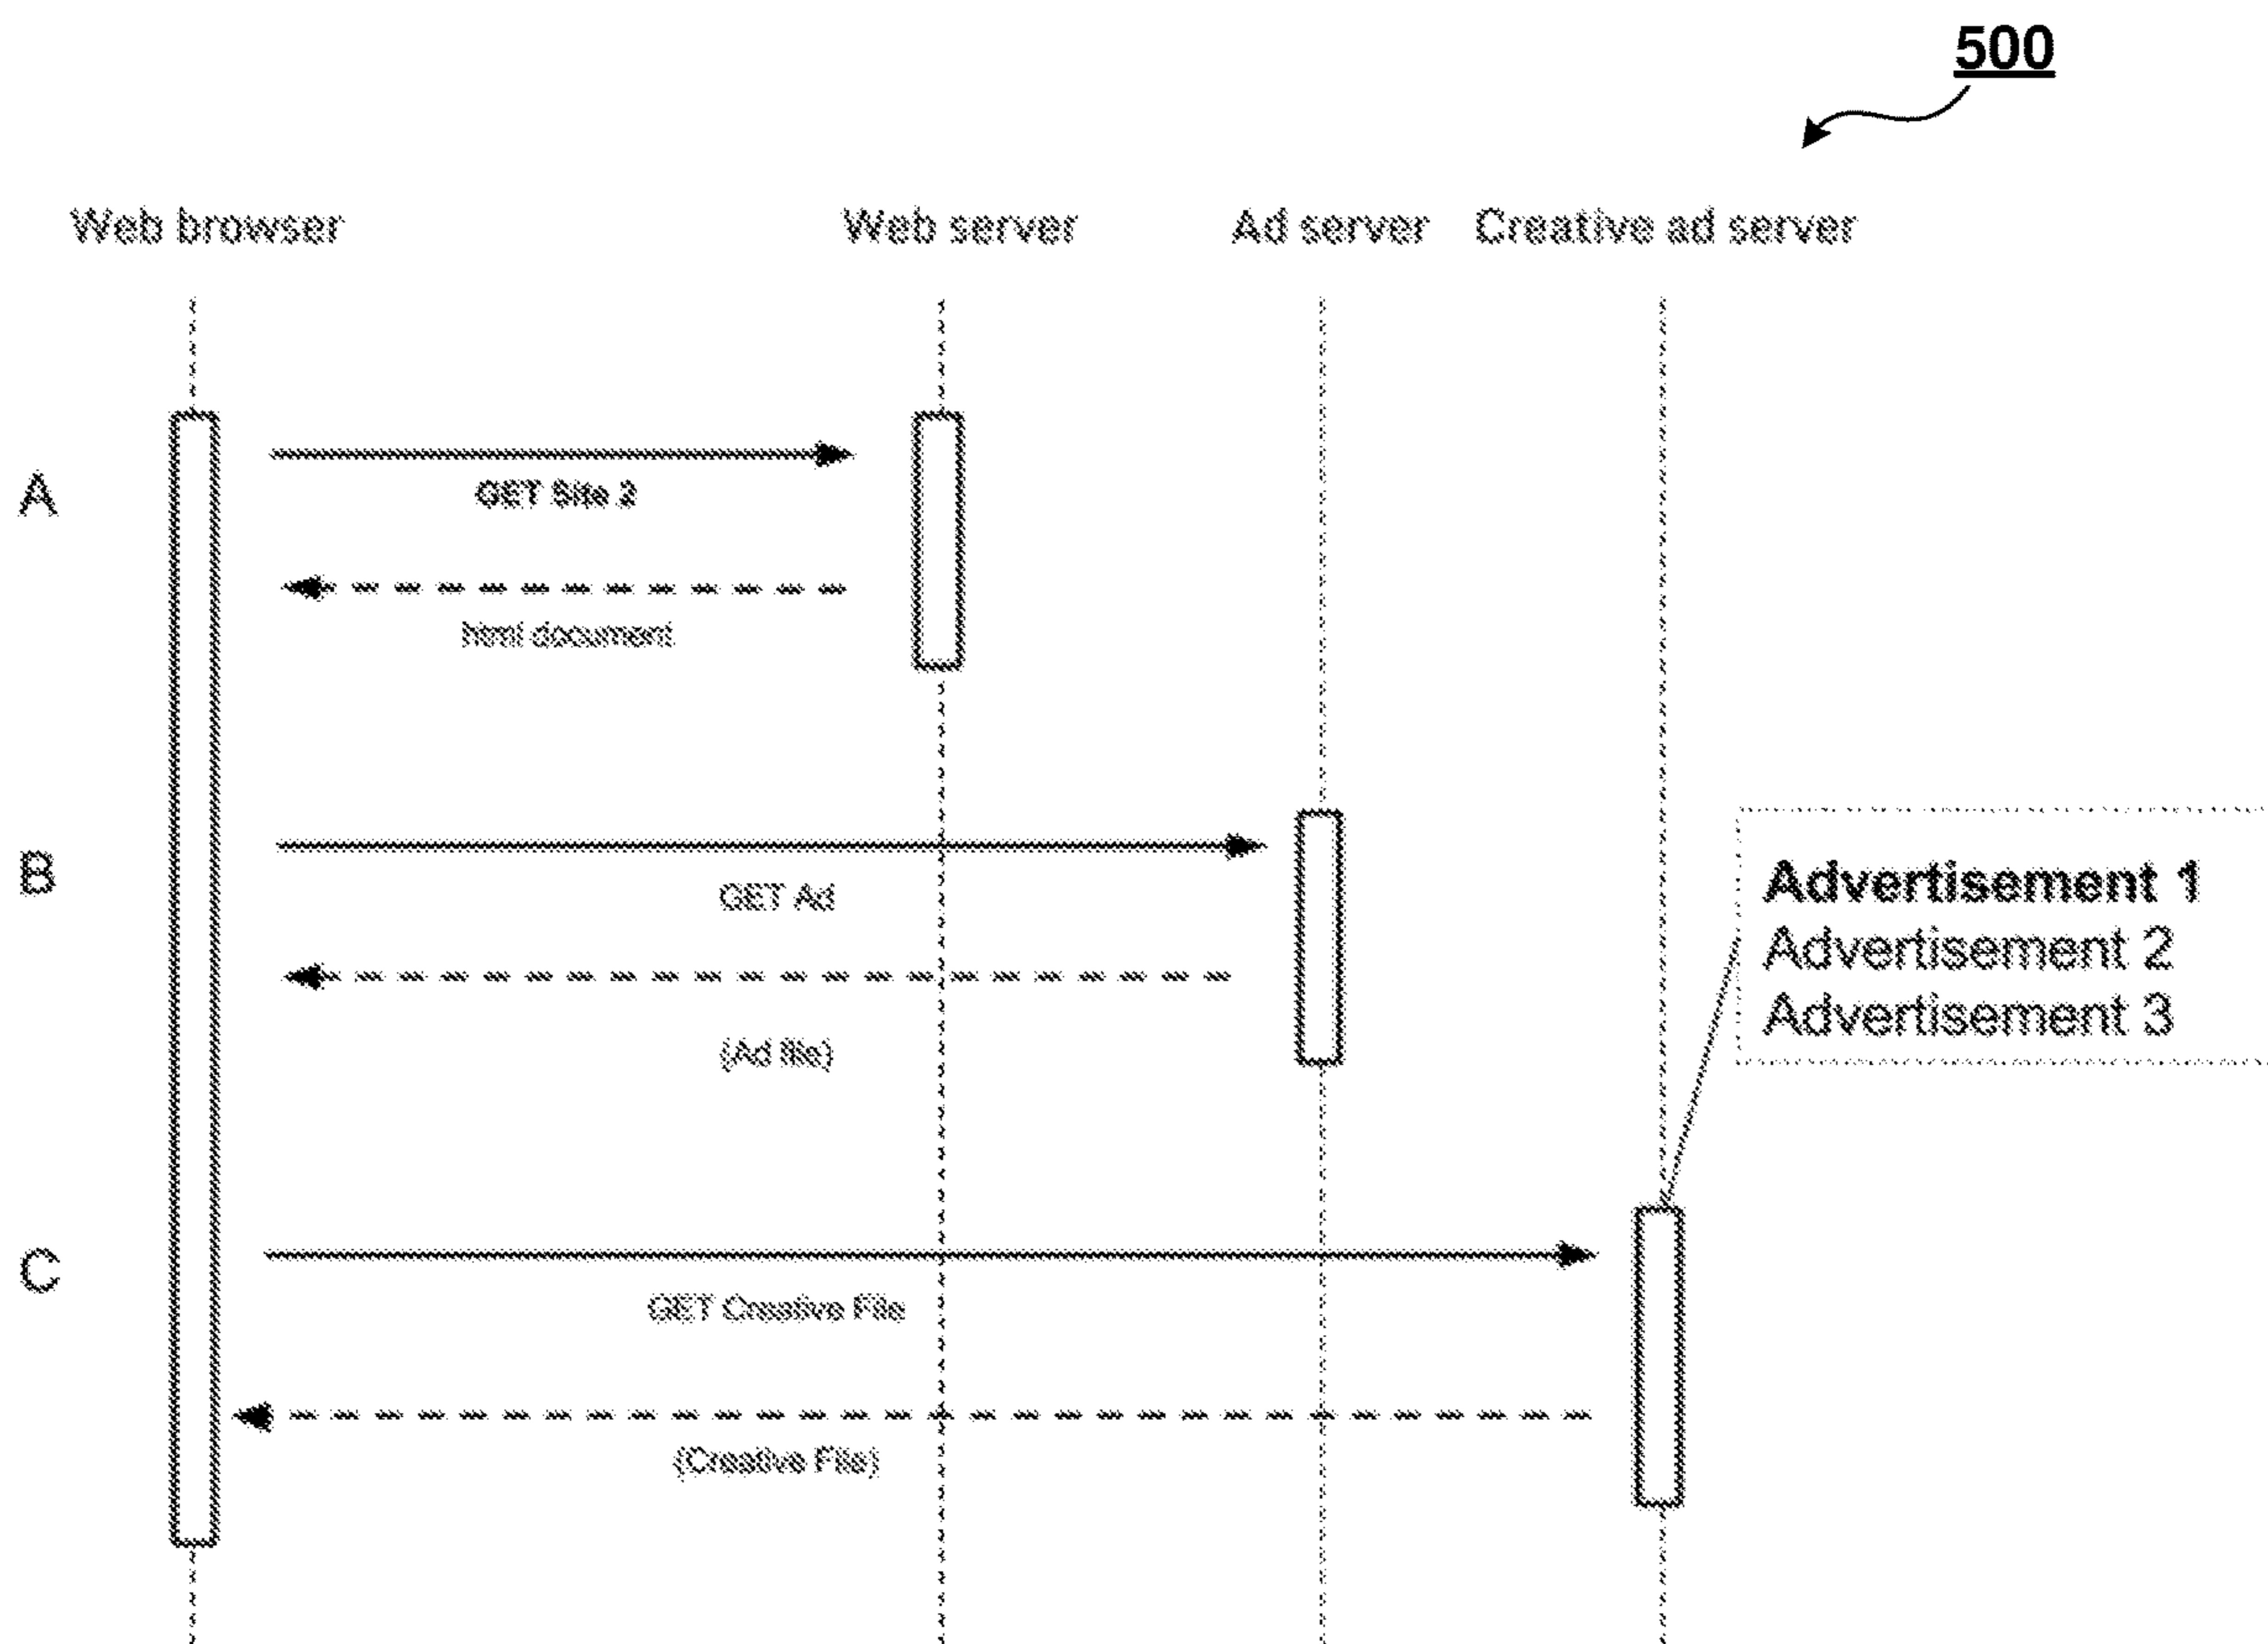 500
Web browser
Web server
Ad server
Creative ad server
A
GET Site 2
html document
B
GET Ad
(Ad file)
Advertisement 1
Advertisement 2
Advertisement 3
C
GET Creative File
(Creative File)